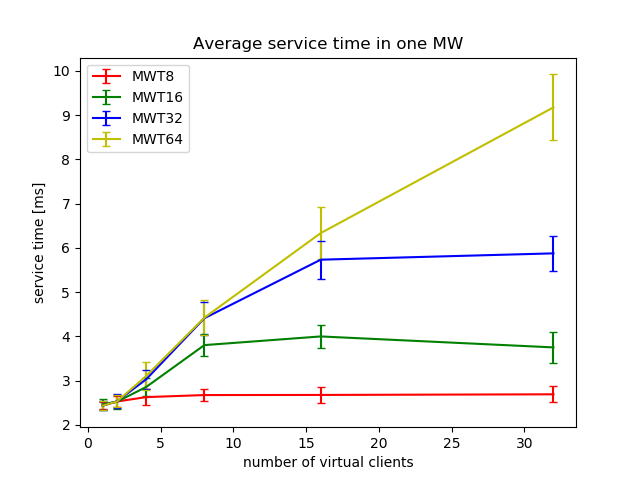 Average service time in one MW
MWT8
MWT16
MWT32
MWT64
service time [ms]
10
9
8
7
6
5
4
3
2
0
5
10
15
20
25
30
number of virtual clients